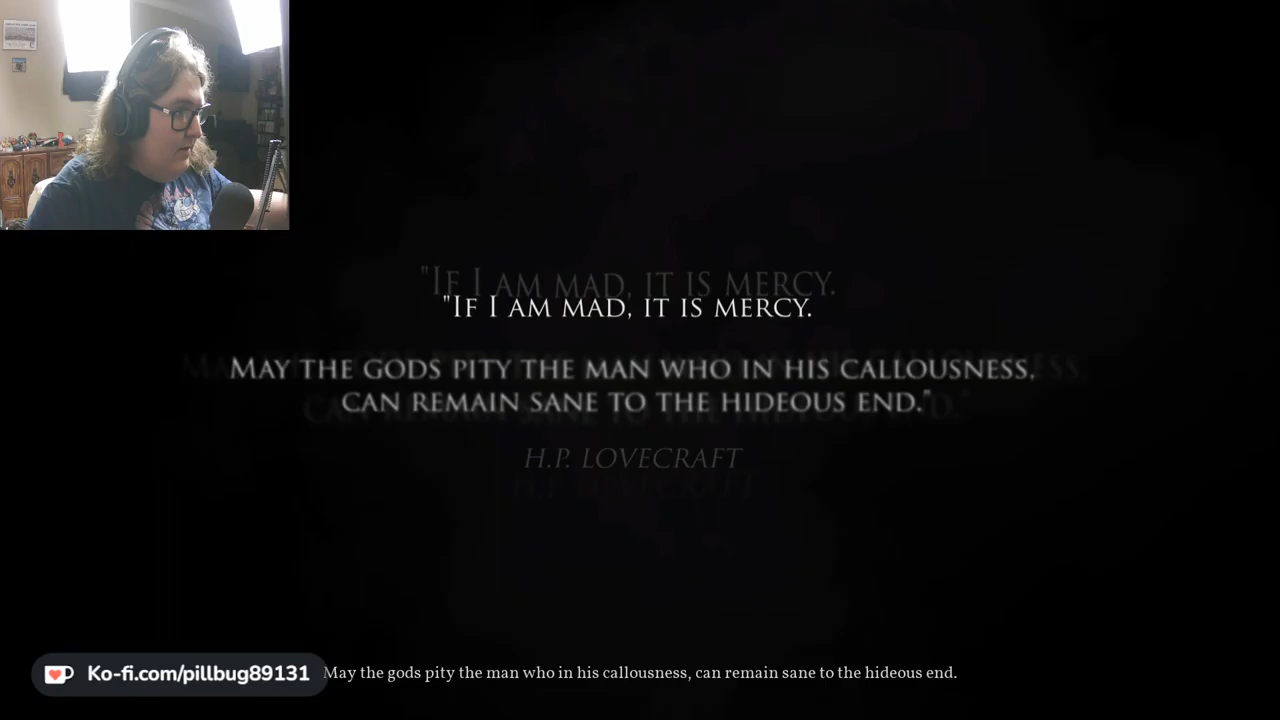 "If I am mad, it is mercy.
May the gods pity the man who in his callousness,
can remain sane to the hideous end."
H.P. Lovecraft
Ko-fi.com/pillbug89131
May the gods pity the man who in his callousness, can remain sane to the hideous end.